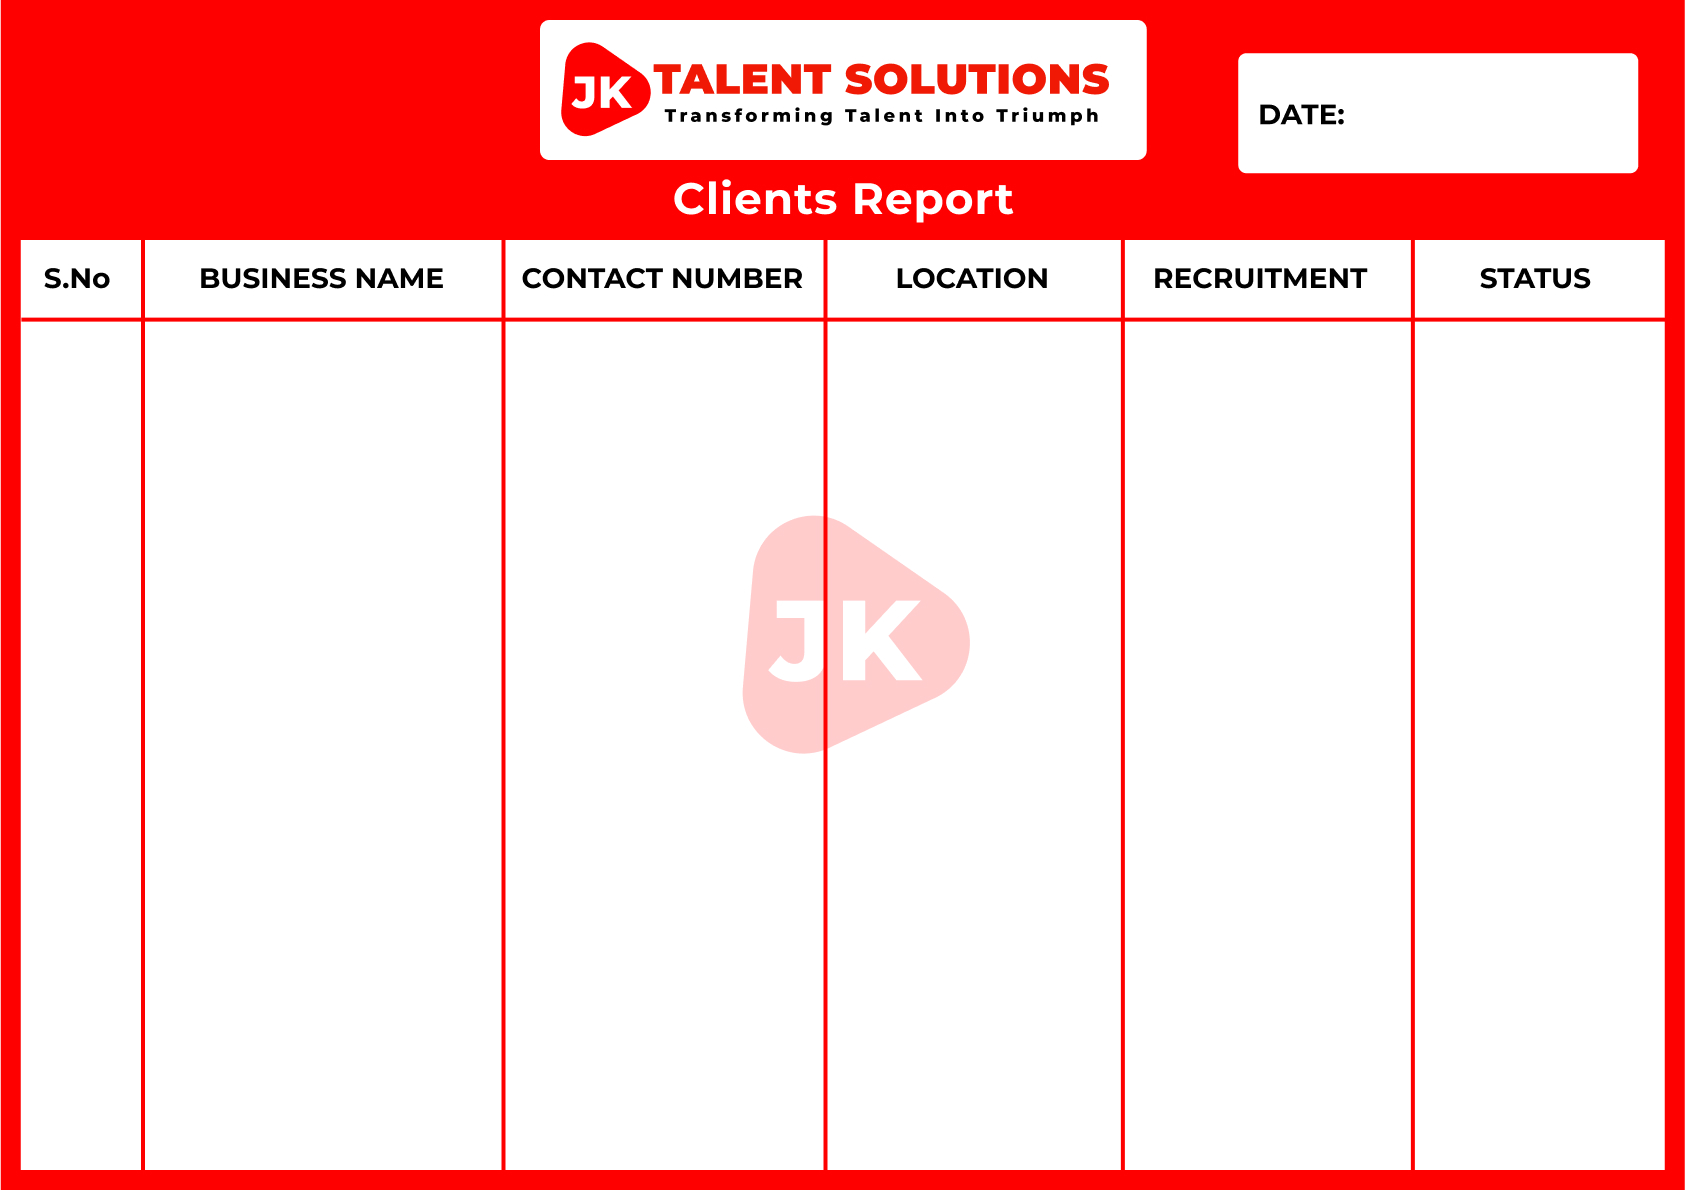 JK TALENT SOLUTIONS
Transforming Talent Into Triumph
DATE:
Clients Report
S.No BUSINESS NAME CONTACT NUMBER LOCATION RECRUITMENT STATUS
JK